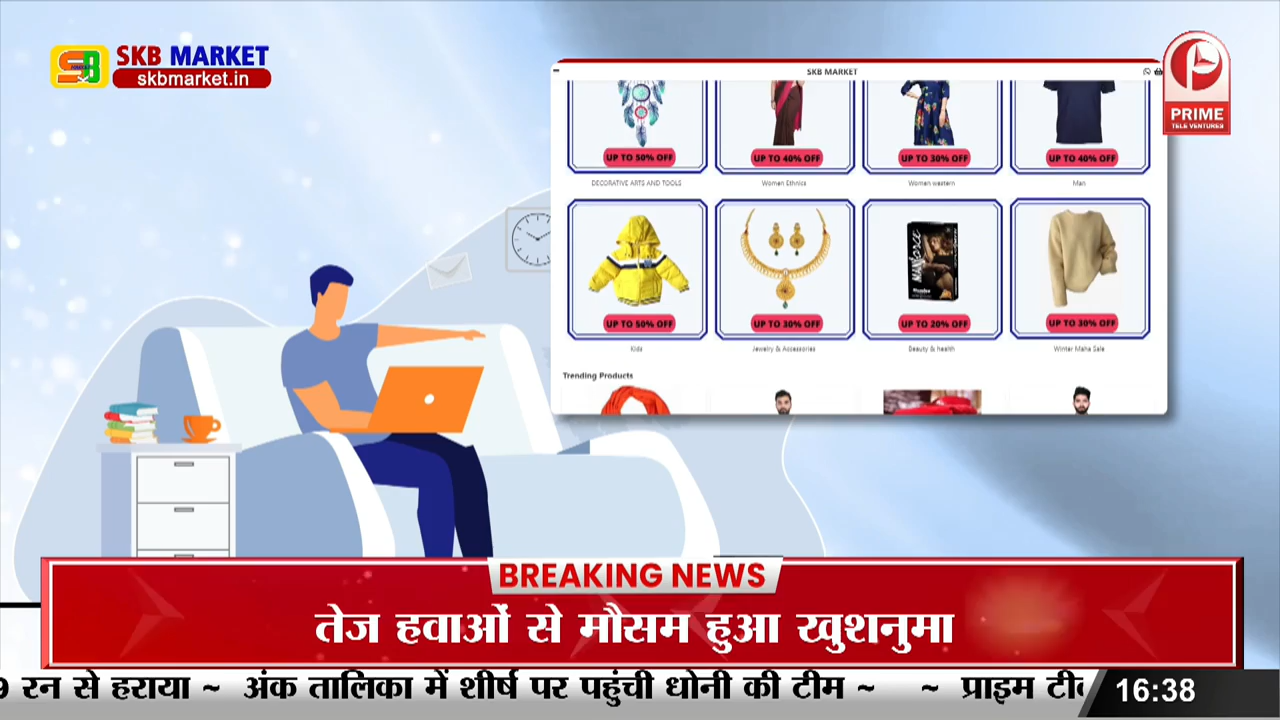 SKB MARKET
skbmarket.in
SKB MARKET
PRIME
TELE VENTURES
UP TO 50% OFF
UP TO 40% OFF
UP TO 30% OFF
UP TO 40% OFF
DECORATIVE ARTS AND TOOLS
Women Ethnics
Women western
Man
MANFORCE
UP TO 50% OFF
UP TO 30% OFF
UP TO 20% OFF
UP TO 30% OFF
Kids
Jewelry & Accessories
Beauty & health
Winter Maha Sale
Trending Products
BREAKING NEWS
तेज हवाओं से मौसम हुआ खुशनुमा
9 रन से हराया ~ अंक तालिका में शीर्ष पर पहुंची धोनी की टीम ~ ~ प्राइम
16:38